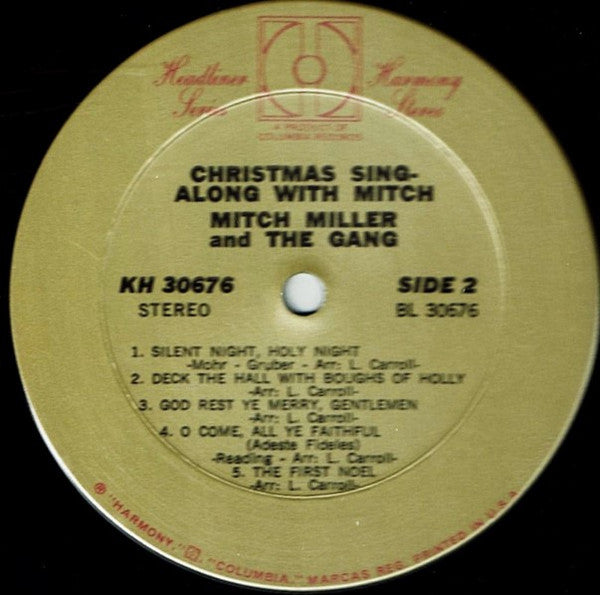 Headliner Harmony
Series Stereo
A PRODUCT OF
COLUMBIA RECORDS
CHRISTMAS SING-
ALONG WITH MITCH
MITCH MILLER
and THE GANG
KH 30676 SIDE 2
STEREO BL 30676
1. SILENT NIGHT, HOLY NIGHT
-Mohr - Gruber - Arr: L. Carroll-
2. DECK THE HALL WITH BOUGHS OF HOLLY
-Arr: L. Carroll-
3. GOD REST YE MERRY, GENTLEMEN
-Arr: L. Carroll-
4. O COME, ALL YE FAITHFUL
(Adeste Fideles)
-Reading - Arr: L. Carroll-
5. THE FIRST NOEL
-Arr: L. Carroll-
® "HARMONY," "COLUMBIA," MARCAS REG. PRINTED IN U.S.A.